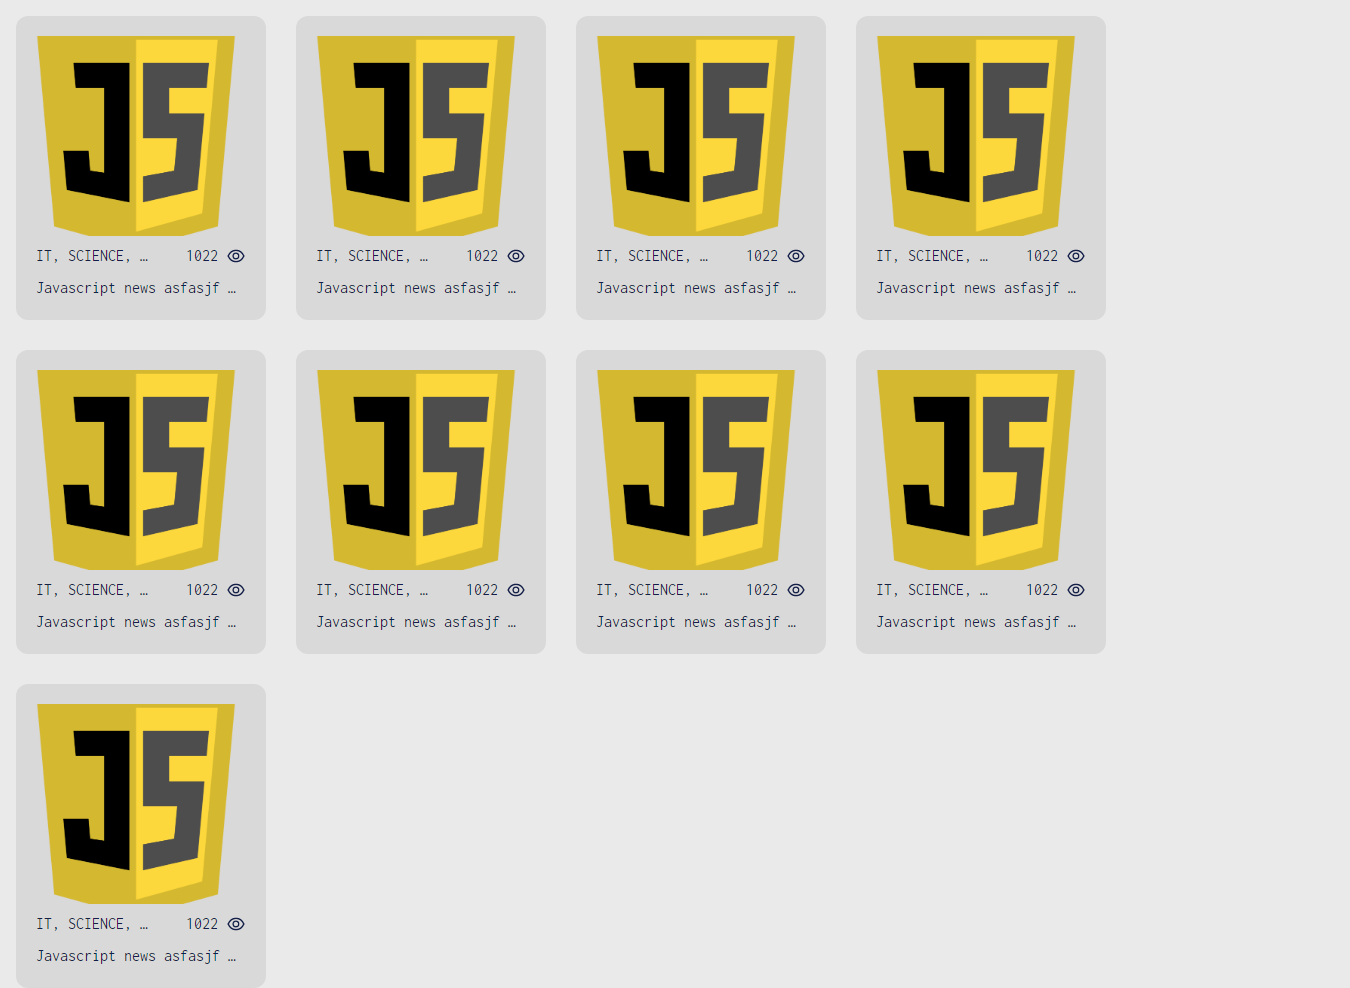 JS
JS
JS
JS
IT, SCIENCE, … 1022
IT, SCIENCE, … 1022
IT, SCIENCE, … 1022
IT, SCIENCE, … 1022
Javascript news asfasjf …
Javascript news asfasjf …
Javascript news asfasjf …
Javascript news asfasjf …
JS
JS
JS
JS
IT, SCIENCE, … 1022
IT, SCIENCE, … 1022
IT, SCIENCE, … 1022
IT, SCIENCE, … 1022
Javascript news asfasjf …
Javascript news asfasjf …
Javascript news asfasjf …
Javascript news asfasjf …
JS
IT, SCIENCE, … 1022
Javascript news asfasjf …